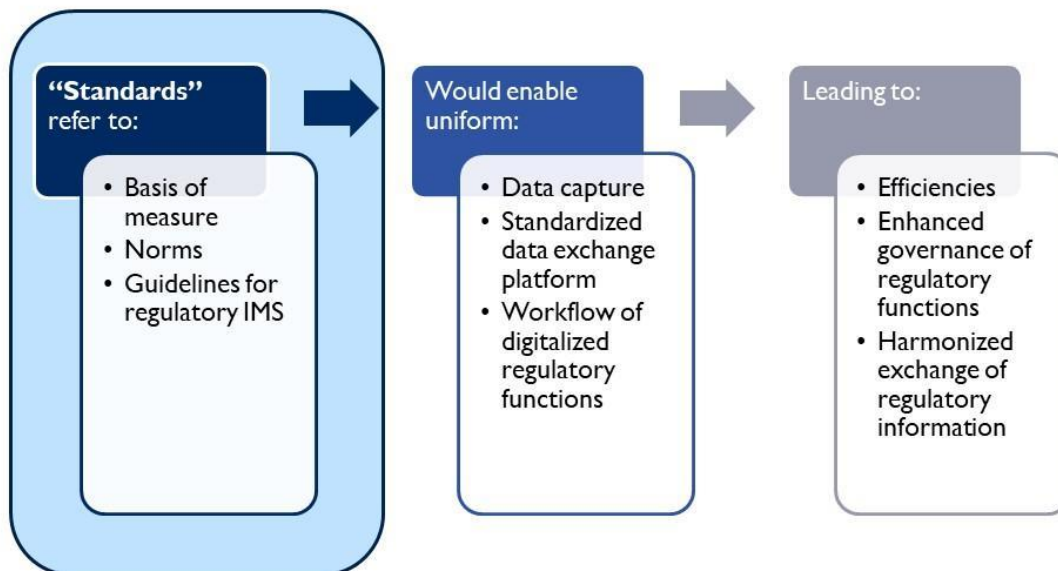 “Standards”
refer to:
• Basis of
measure
• Norms
• Guidelines for
regulatory IMS
Would enable
uniform:
• Data capture
• Standardized
data exchange
platform
• Workflow of
digitalized
regulatory
functions
Leading to:
• Efficiencies
• Enhanced
governance of
regulatory
functions
• Harmonized
exchange of
regulatory
information